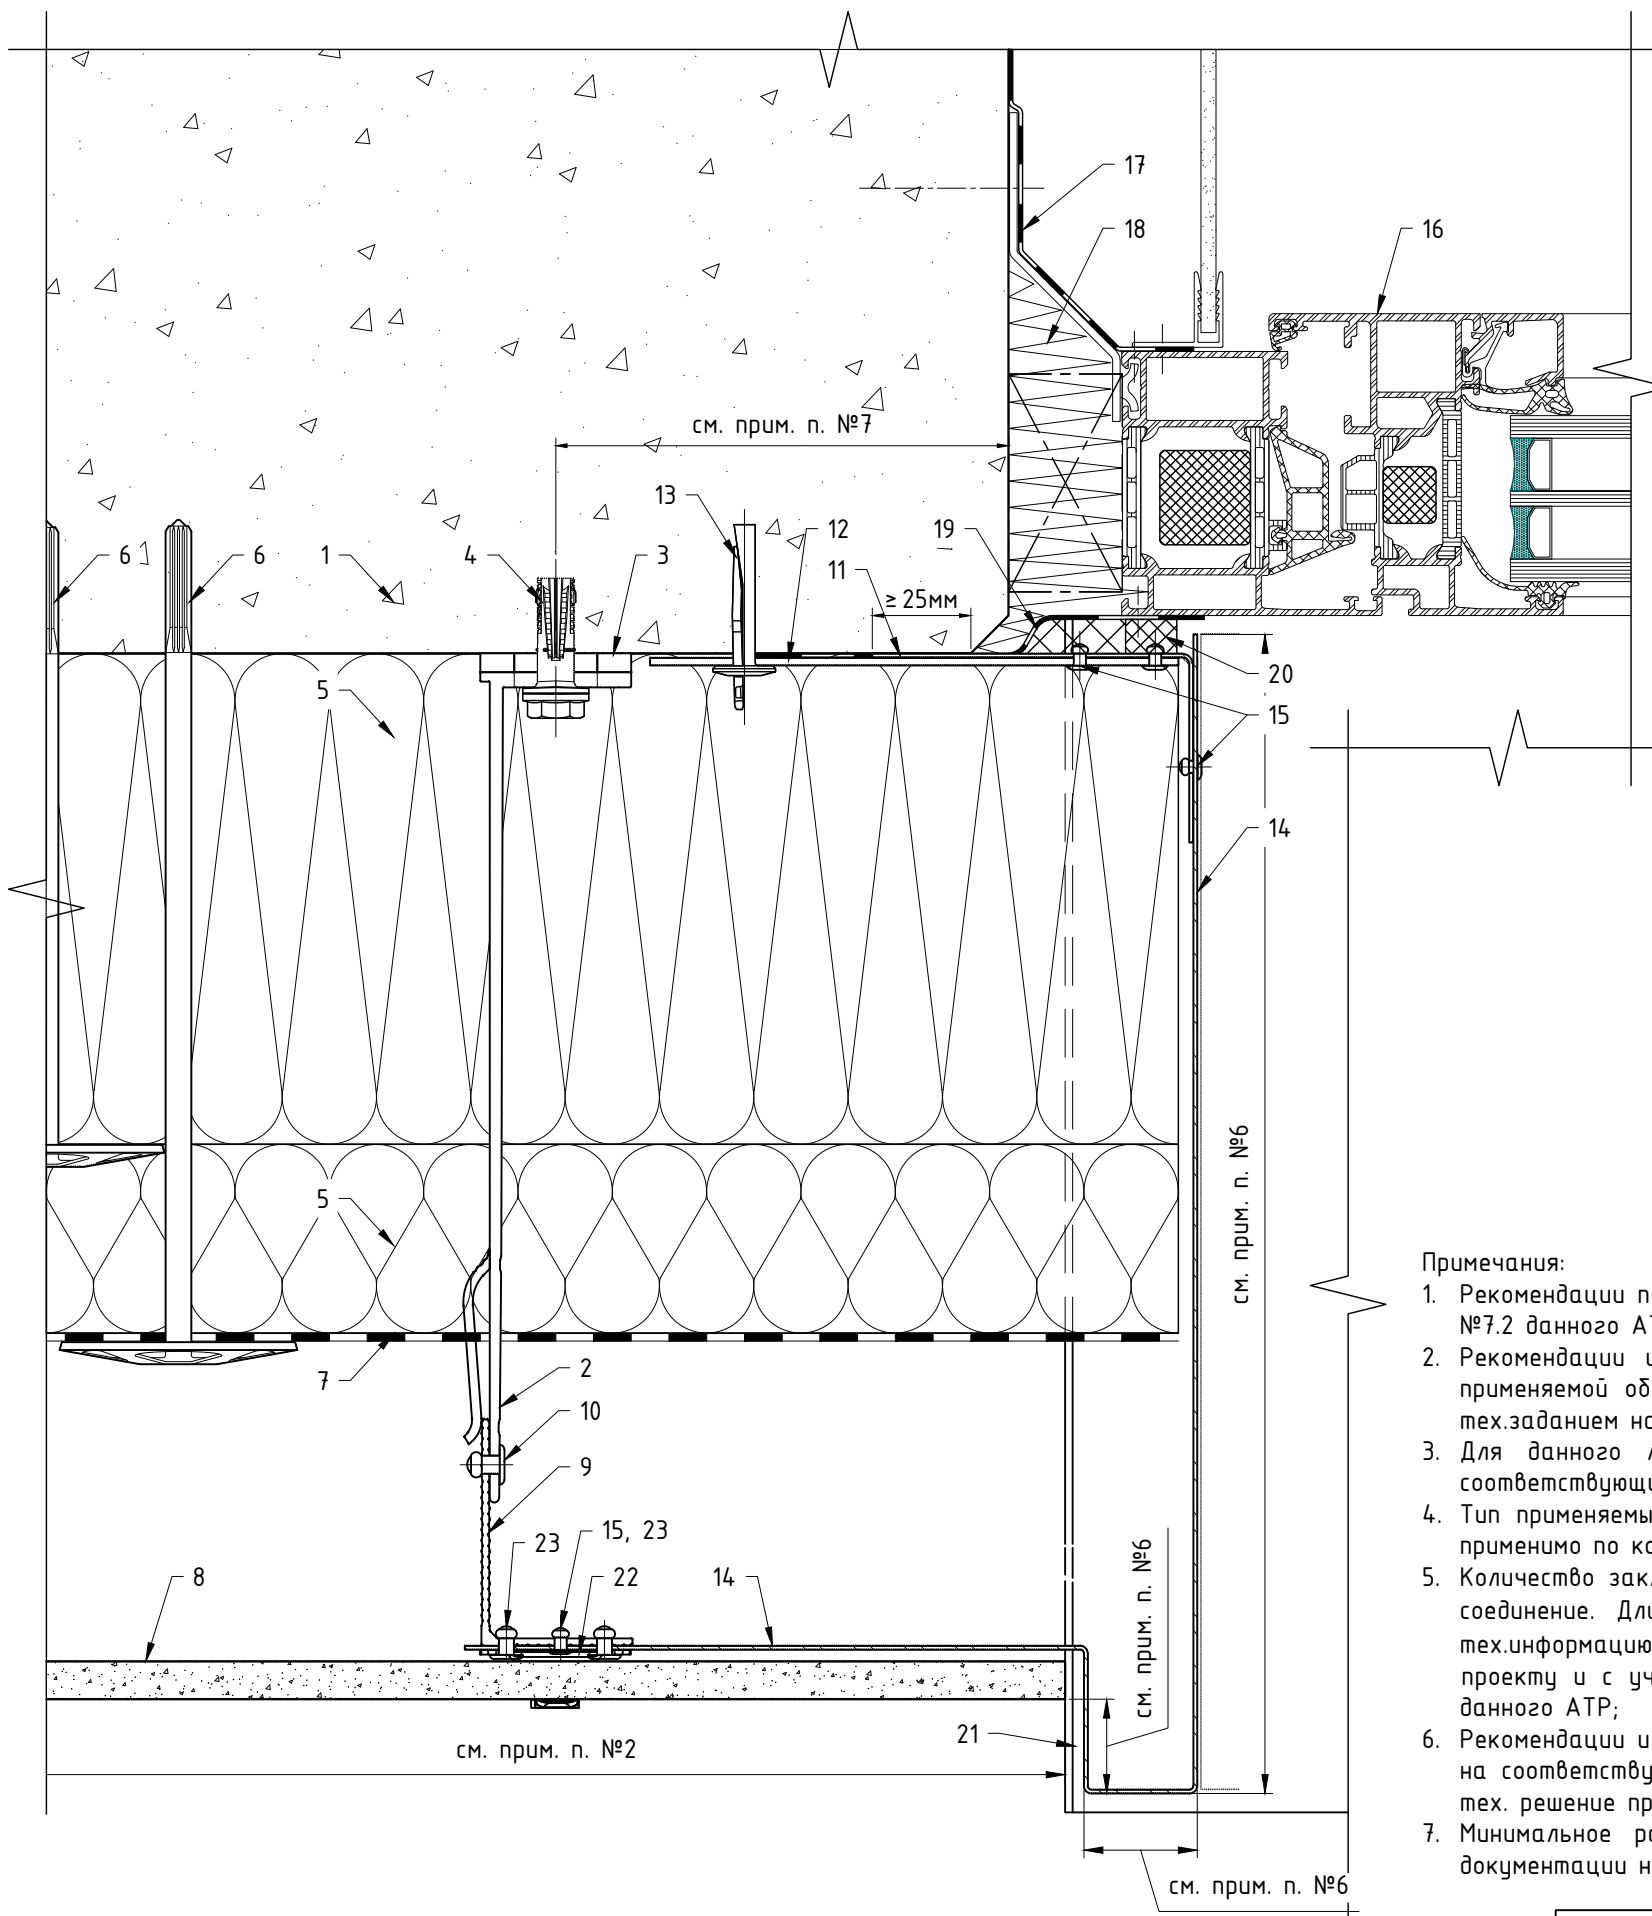 17
18
16
см. прим. п. №7
13
12
19
6
6
1
4
3
11
≥ 25мм
5
20
15
14
см. прим. п. №6
5
7
2
10
9
15, 23
23
22
14
8
см. прим. п. №6
21
см. прим. п. №2
см. прим. п. №6
Примечания:
1. Рекомендации п
№7.2 данного А
2. Рекомендации и
применяемой об
тех.заданием на
3. Для данного
соответствующи
4. Тип применяемы
применимо по ко
5. Количество зак
соединение. Дли
тех.информацию
проекту и с уч
данного АТР;
6. Рекомендации и
на соответству
тех. решение пр
7. Минимальное ра
документации н